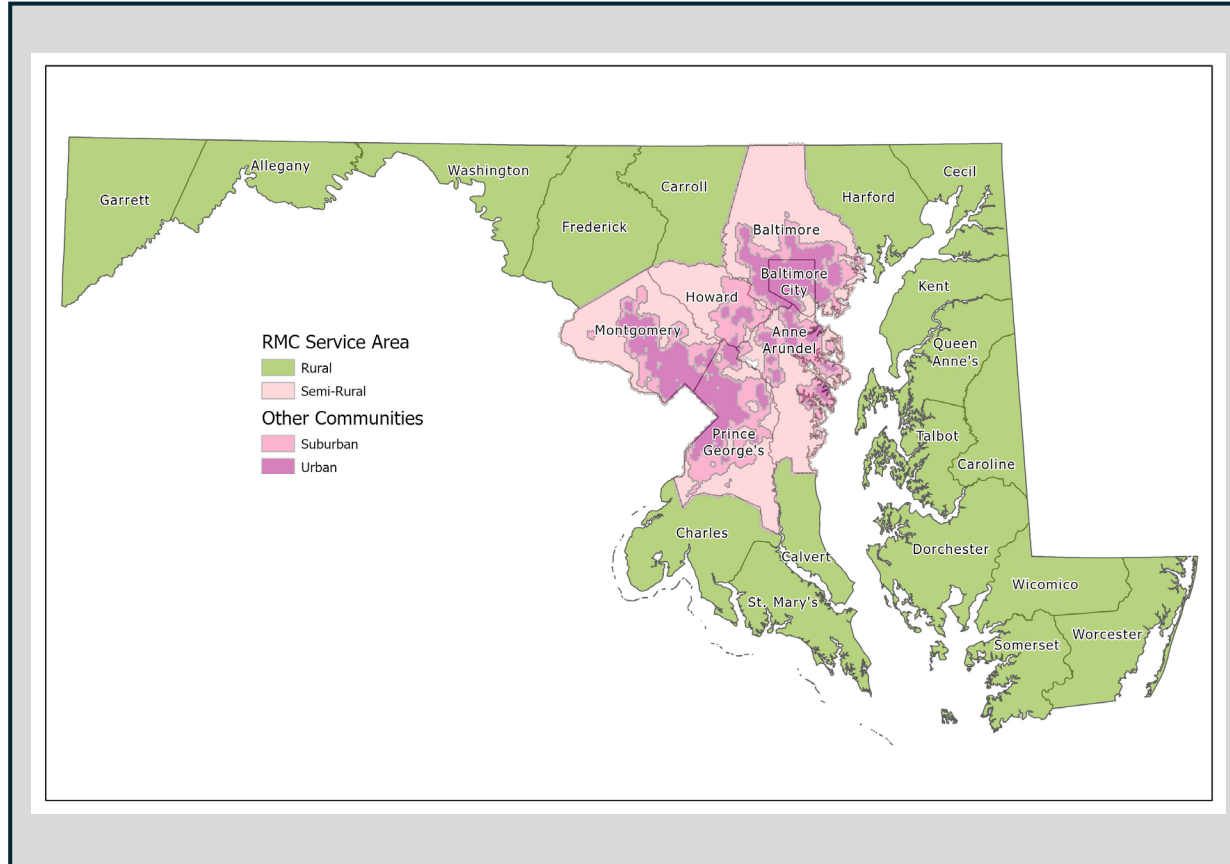 Garrett
Allegany
Washington
Frederick
Carroll
Baltimore
Harford
Cecil
Baltimore
City
Kent
Howard
Montgomery
Anne
Arundel
Queen
Anne's
Prince
George's
Talbot
Caroline
Charles
Calvert
St. Mary's
Dorchester
Wicomico
Somerset
Worcester
RMC Service Area
Rural
Semi-Rural
Other Communities
Suburban
Urban